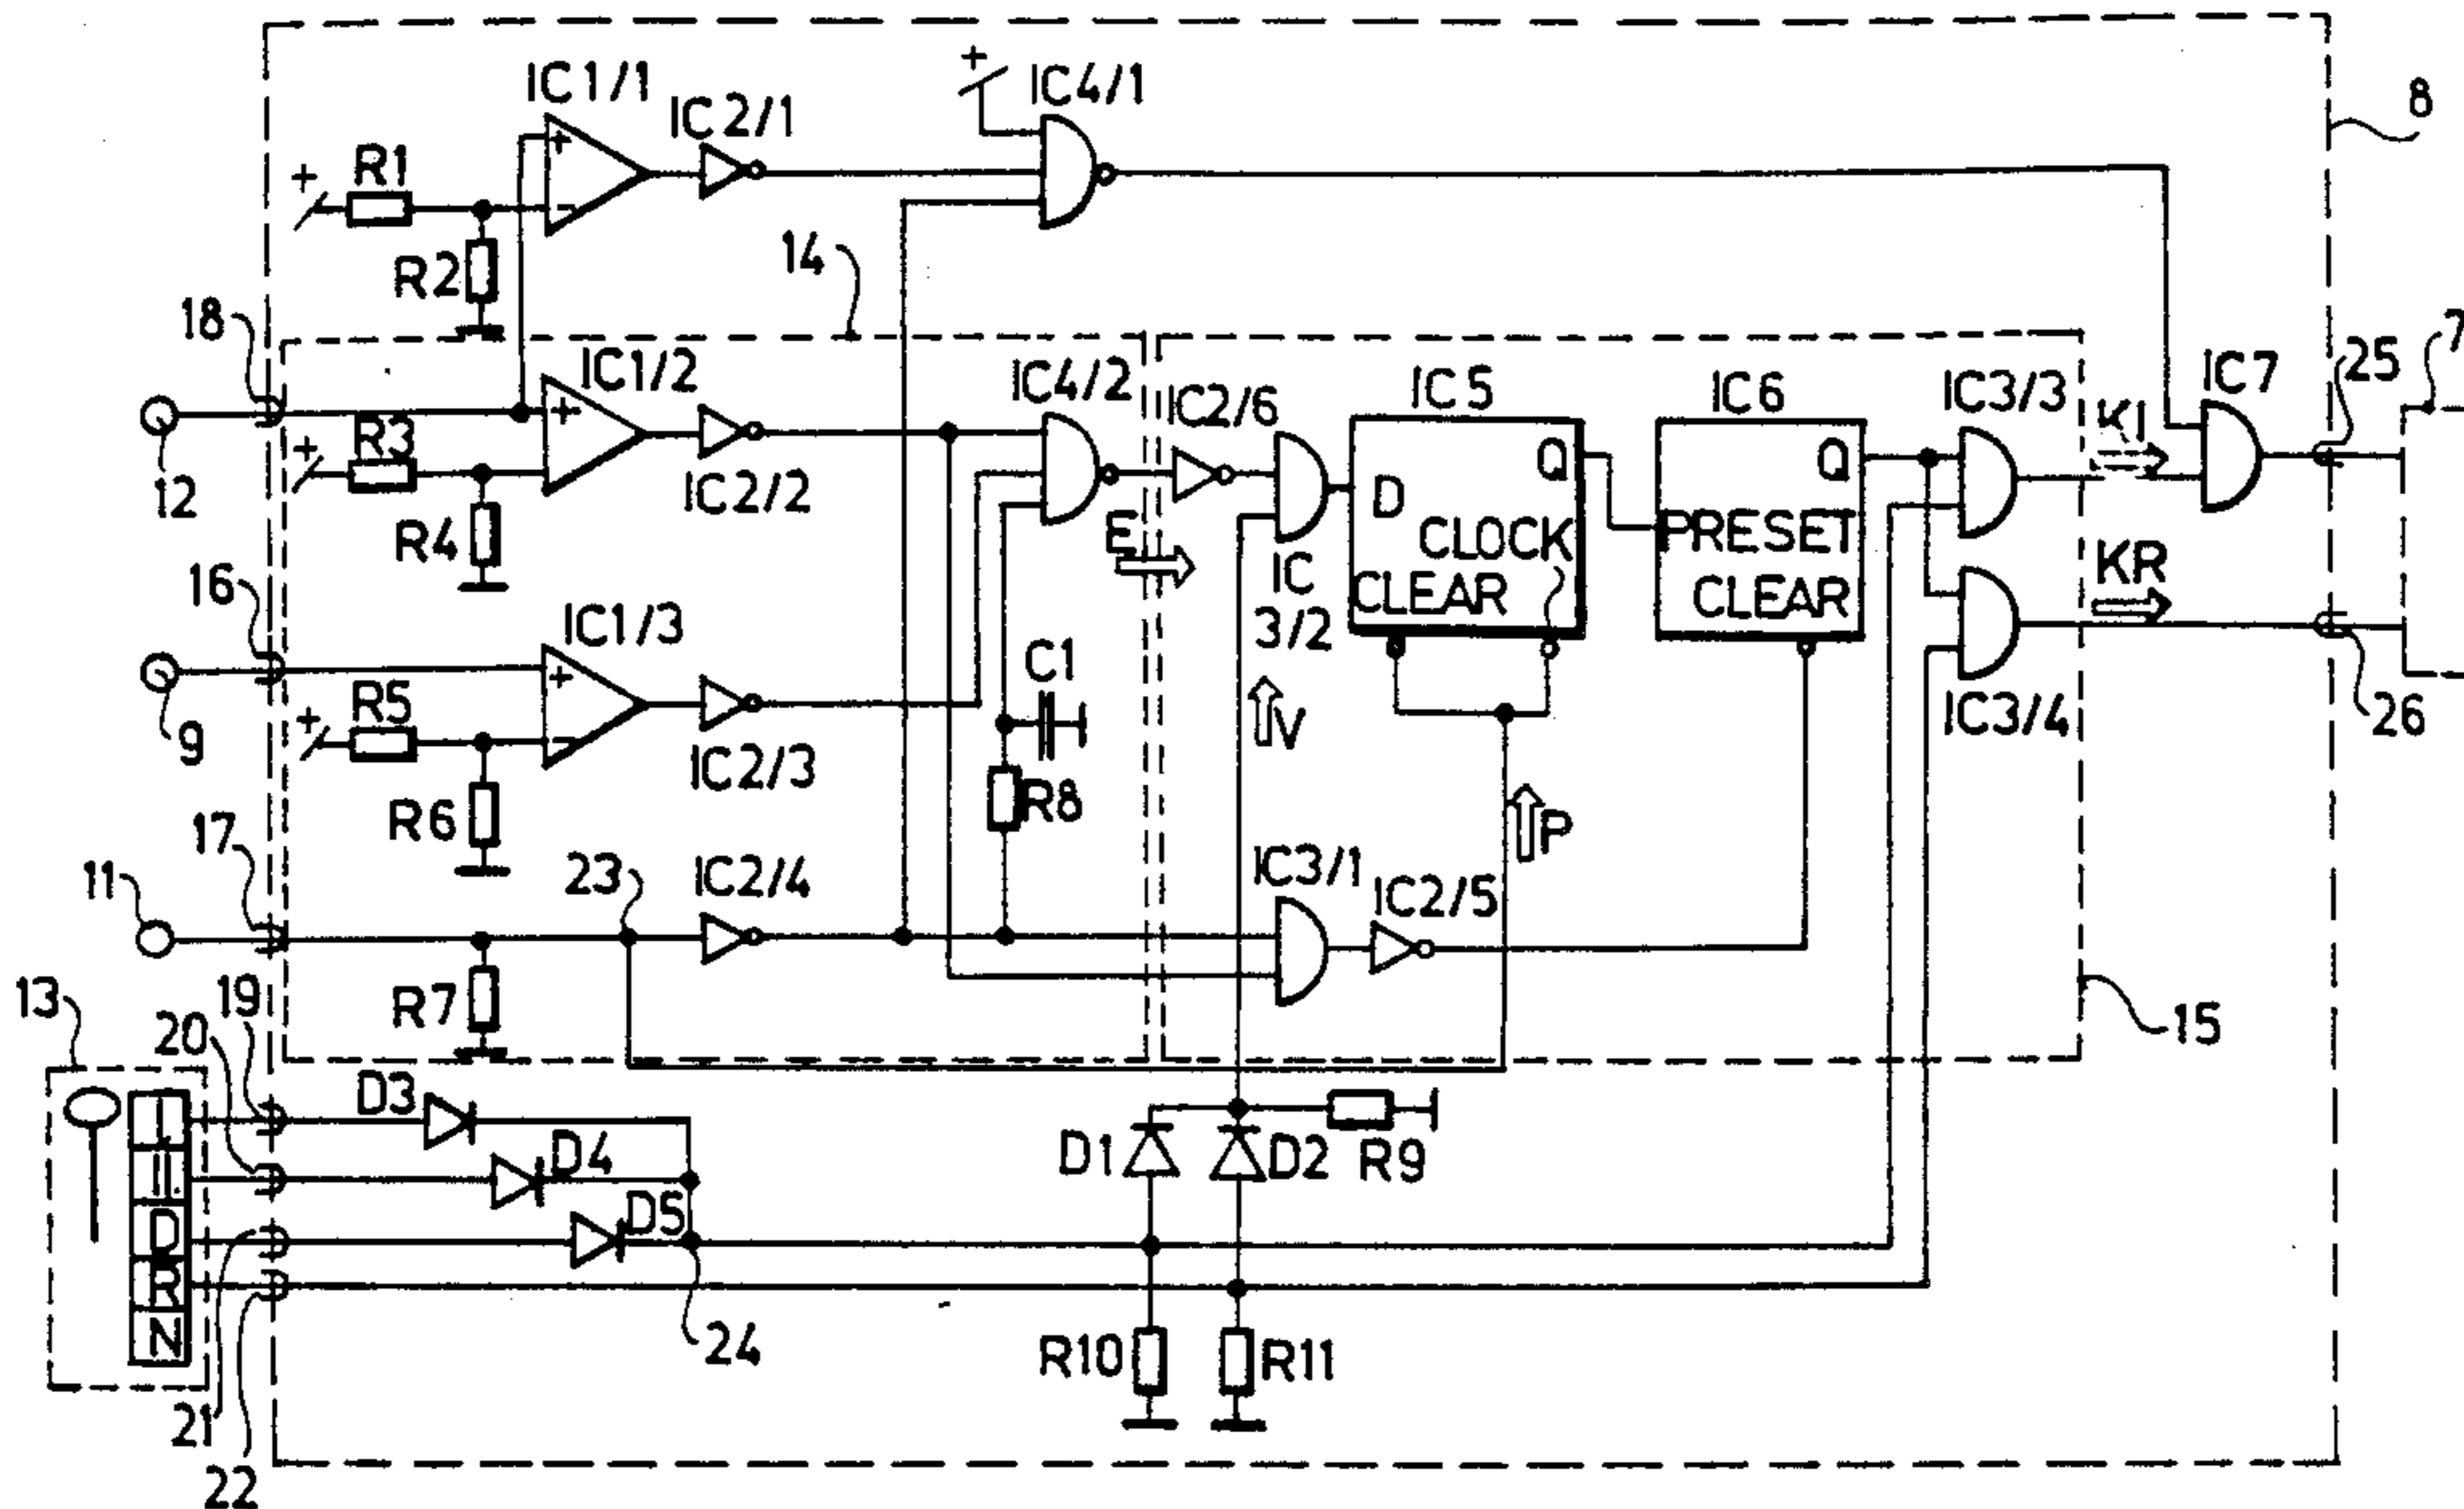 IC1/1
IC2/1
+
IC4/1
8
+
R1
+
−
R2
14
18
IC1/2
IC4/2
IC2/6
IC5
IC6
IC3/3
KI
IC7
25
7
12
+
R3
+
IC2/2
R4
E
D
Q
CLOCK
CLEAR
Q
PRESET
CLEAR
IC
3/2
KR
16
IC1/3
C1
V
IC3/4
26
9
+
R5
+
−
IC2/3
R6
R8
P
17
11
23
IC2/4
IC3/1
IC2/5
R7
15
13
19
20
I.
II.
D
R
N
D3
D4
D5
D1
D2
R9
21
22
24
R10
R11